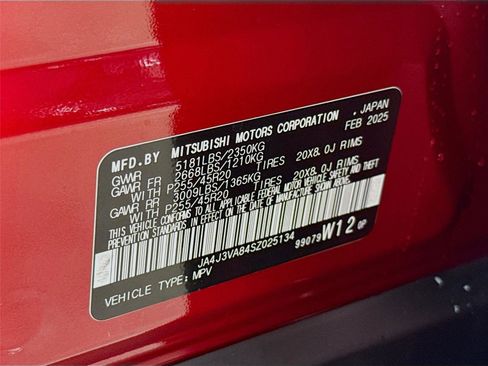 MFD.BY MITSUBISHI MOTORS CORPORATION , JAPAN
GVWR 5181LBS/2350KG FEB 2025
GAWR FR 2668LBS/1210KG
WITH P255/45R20 TIRES 20X8.0J RIMS
GAWR RR 3009LBS/1365KG
WITH P255/45R20 TIRES 20X8.0J RIMS
THIS VEHICLE CONFORMS TO ALL APPLICABLE FEDERAL MOTOR VEHICLE SAFETY, BUMPER, AND THEFT
PREVENTION STANDARDS IN EFFECT ON THE DATE OF MANUFACTURE SHOWN ABOVE.
JA4J3VA84SZ025134 99079 W12 0P
VEHICLE TYPE: MPV